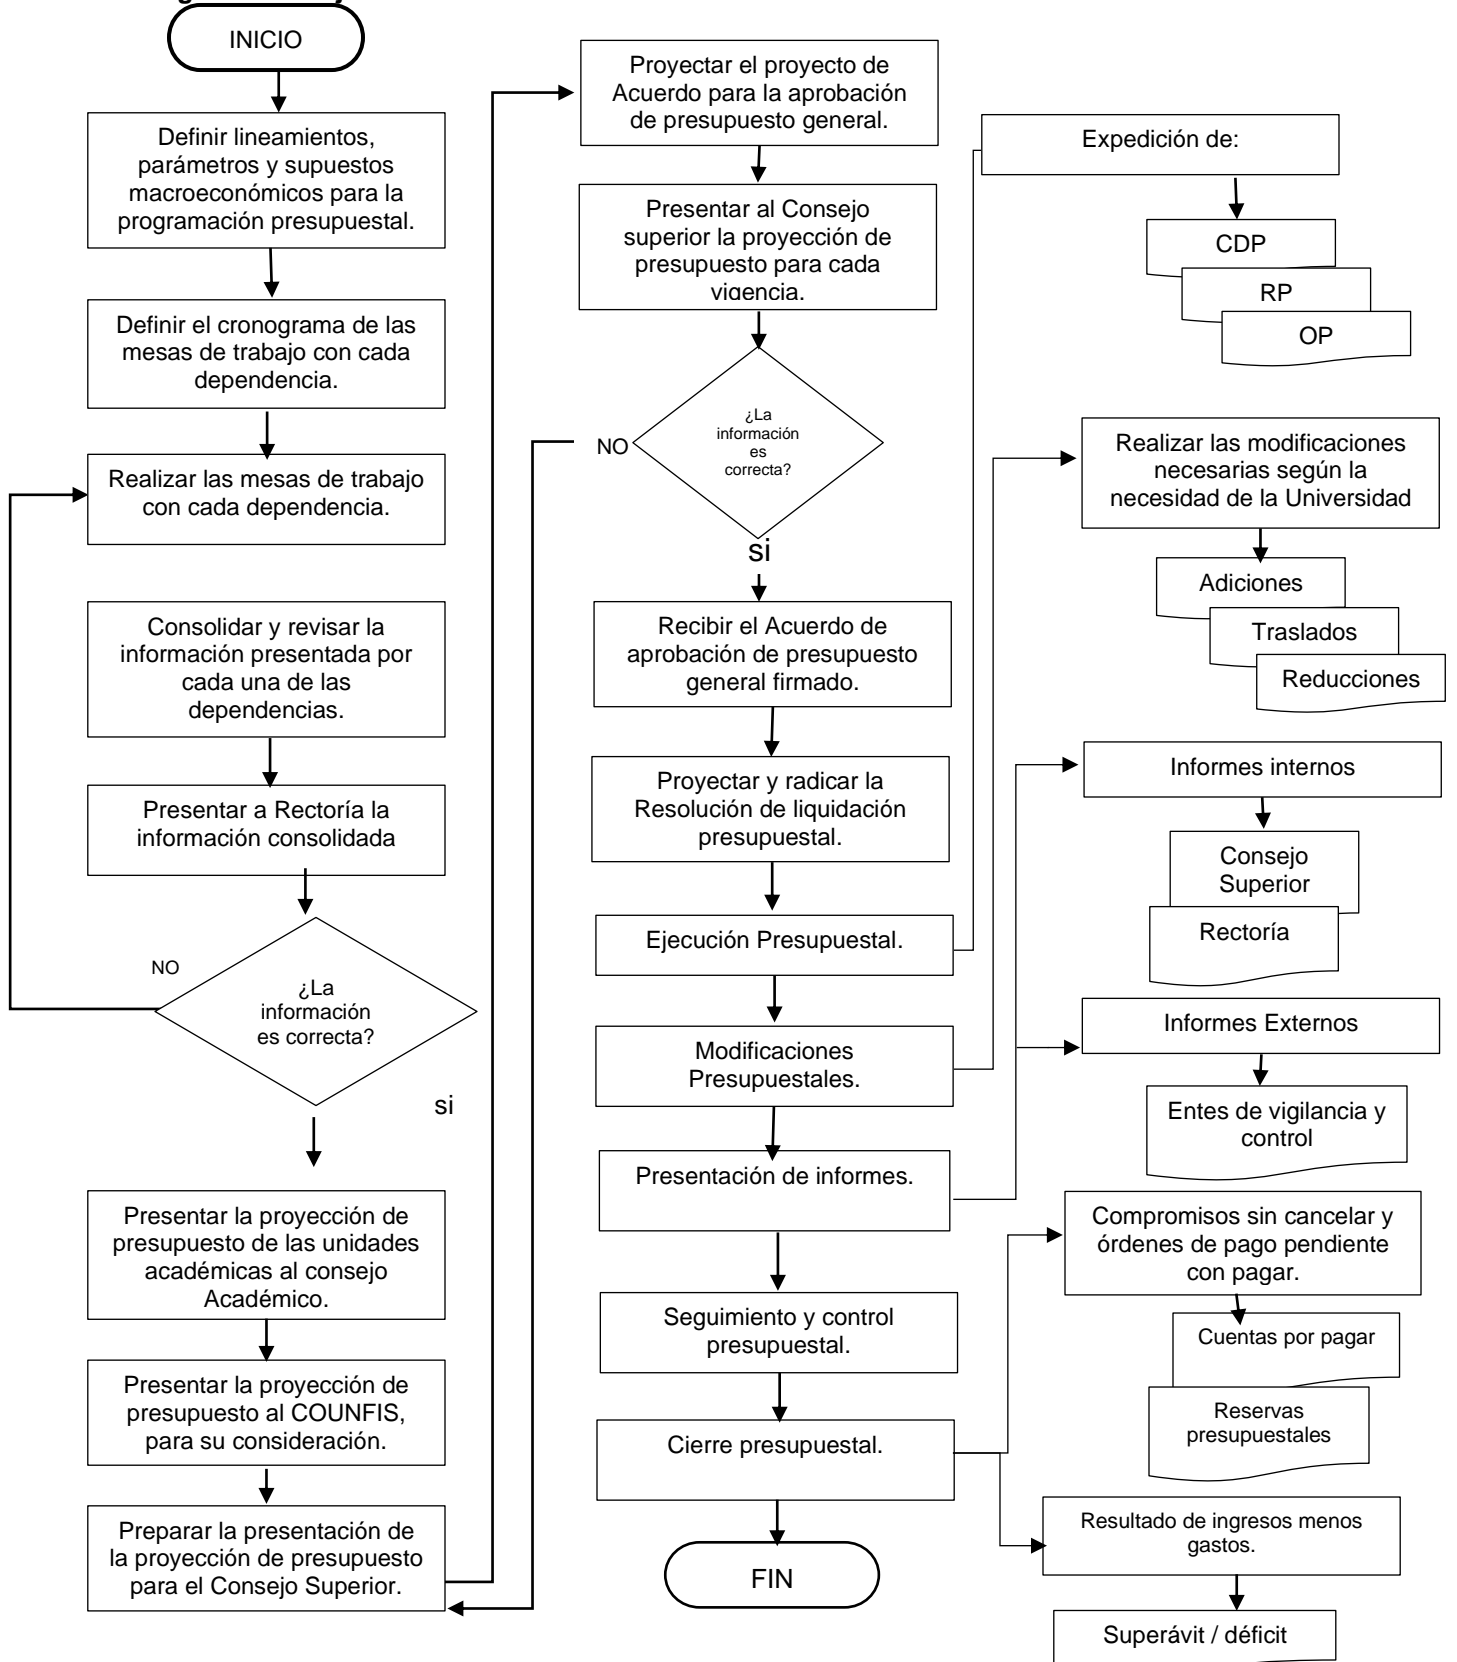 INICIO
Definir lineamientos,
parámetros y supuestos
macroeconómicos para la
programación presupuestal.
Definir el cronograma de las
mesas de trabajo con cada
dependencia.
Realizar las mesas de trabajo
con cada dependencia.
Consolidar y revisar la
información presentada por
cada una de las
dependencias.
Presentar a Rectoría la
información consolidada
NO
¿La
información
es correcta?
si
Presentar la proyección de
presupuesto de las unidades
académicas al consejo
Académico.
Presentar la proyección de
presupuesto al COUNFIS,
para su consideración.
Preparar la presentación de
la proyección de presupuesto
para el Consejo Superior.
Proyectar el proyecto de
Acuerdo para la aprobación
de presupuesto general.
Presentar al Consejo
superior la proyección de
presupuesto para cada
vigencia.
NO
¿La
información
es
correcta?
si
Recibir el Acuerdo de
aprobación de presupuesto
general firmado.
Proyectar y radicar la
Resolución de liquidación
presupuestal.
Ejecución Presupuestal.
Modificaciones
Presupuestales.
Presentación de informes.
Seguimiento y control
presupuestal.
Cierre presupuestal.
FIN
Expedición de:
CDP
RP
OP
Realizar las modificaciones
necesarias según la
necesidad de la Universidad
Adiciones
Traslados
Reducciones
Informes internos
Consejo
Superior
Rectoría
Informes Externos
Entes de vigilancia y
control
Compromisos sin cancelar y
órdenes de pago pendiente
con pagar.
Cuentas por pagar
Reservas
presupuestales
Resultado de ingresos menos
gastos.
Superávit / déficit